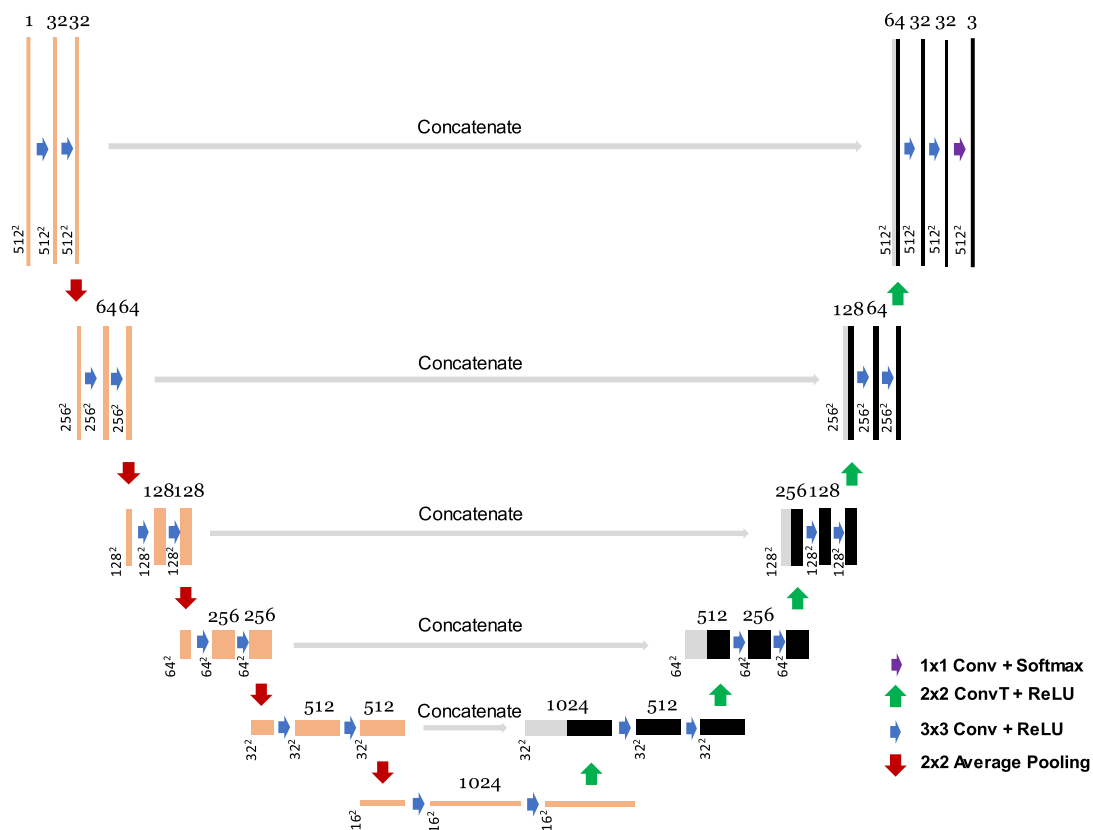 1 32 32
64 32 32 3
Concatenate
512² 512² 512²
512² 512² 512² 512²
64 64
128 64
Concatenate
256² 256² 256²
256² 256² 256²
128 128
256 128
Concatenate
128² 128² 128²
128² 128² 128²
256 256
512 256
Concatenate
64² 64² 64²
64² 64² 64²
512 512
1024 512
Concatenate
32² 32² 32²
32² 32² 32²
1024
16² 16² 16²
1x1 Conv + Softmax
2x2 ConvT + ReLU
3x3 Conv + ReLU
2x2 Average Pooling